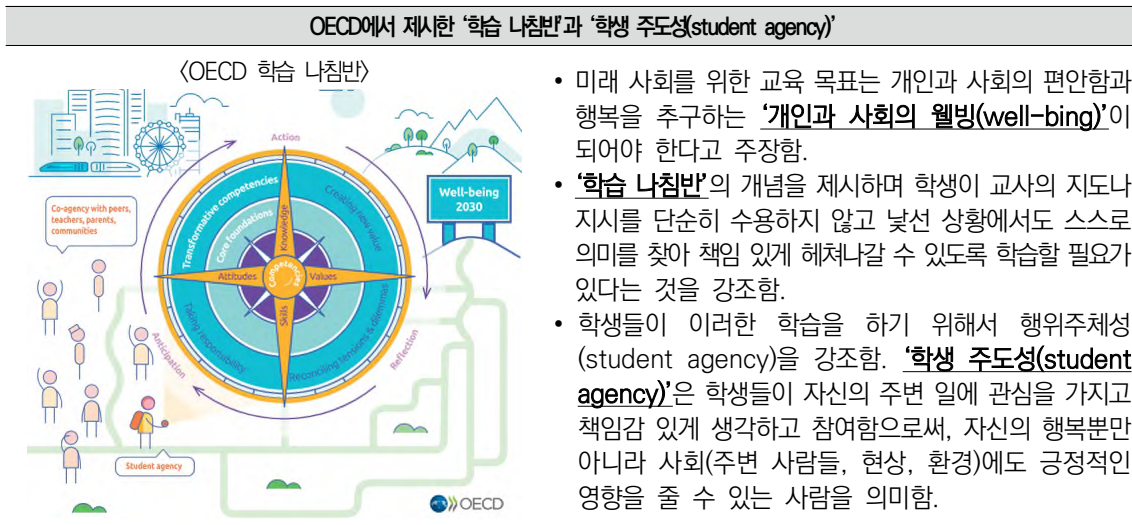 OECD에서 제시한 '학습 나침반'과 '학생 주도성(student agency)'
〈OECD 학습 나침반〉
Action
Co-agency with peers,
teachers, parents,
communities
Transformative competencies
Core foundations
Knowledge
Creating new value
Well-being
2030
Attitudes
Competencies
Values
Skills
Taking responsibility
Reconciling tensions & dilemmas
Anticipation
Reflection
Student agency
OECD
• 미래 사회를 위한 교육 목표는 개인과 사회의 편안함과
행복을 추구하는 '개인과 사회의 웰빙(well-bing)'이
되어야 한다고 주장함.
• '학습 나침반'의 개념을 제시하며 학생이 교사의 지도나
지시를 단순히 수용하지 않고 낯선 상황에서도 스스로
의미를 찾아 책임 있게 헤쳐나갈 수 있도록 학습할 필요가
있다는 것을 강조함.
• 학생들이 이러한 학습을 하기 위해서 행위주체성
(student agency)을 강조함. '학생 주도성(student
agency)'은 학생들이 자신의 주변 일에 관심을 가지고
책임감 있게 생각하고 참여함으로써, 자신의 행복뿐만
아니라 사회(주변 사람들, 현상, 환경)에도 긍정적인
영향을 줄 수 있는 사람을 의미함.